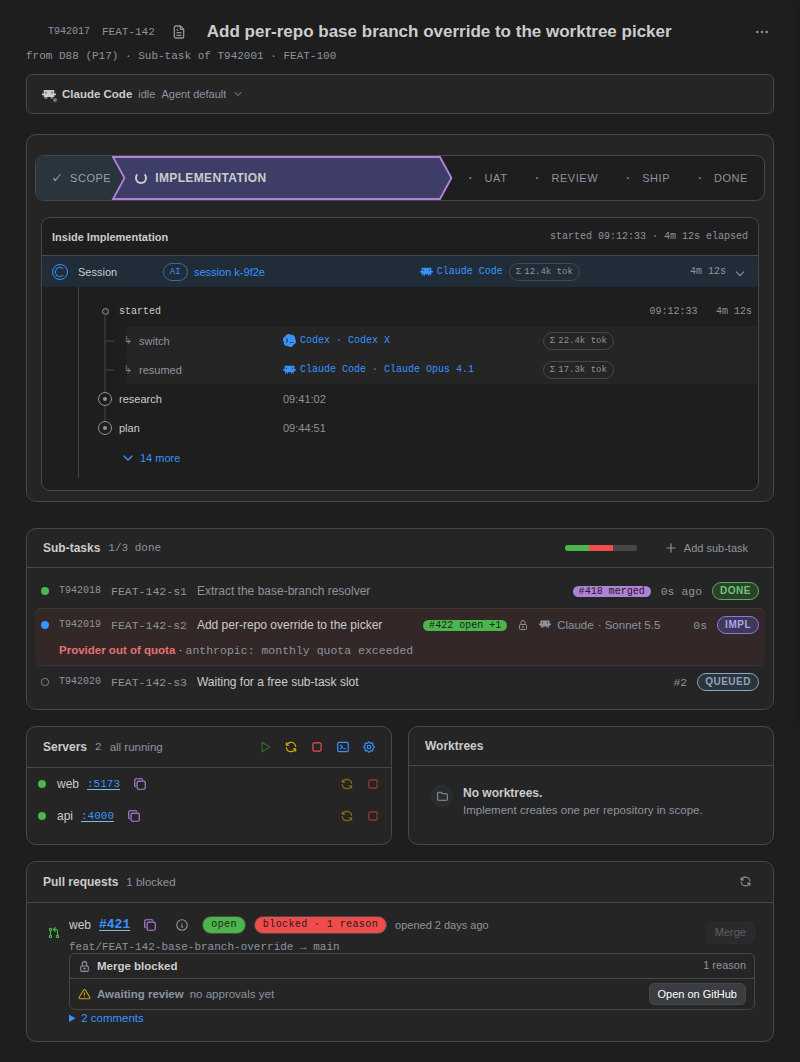 T942017 FEAT-142 Add per-repo base branch override to the worktree picker
from D88 (P17) · Sub-task of T942001 · FEAT-100
Claude Code idle Agent default
SCOPE IMPLEMENTATION · UAT · REVIEW · SHIP · DONE
Inside Implementation started 09:12:33 · 4m 12s elapsed
Session AI session k-9f2e Claude Code Σ 12.4k tok 4m 12s
started 09:12:33 4m 12s
↳ switch Codex · Codex X Σ 22.4k tok
↳ resumed Claude Code · Claude Opus 4.1 Σ 17.3k tok
research 09:41:02
plan 09:44:51
14 more
Sub-tasks 1/3 done Add sub-task
T942018 FEAT-142-s1 Extract the base-branch resolver #418 merged 0s ago DONE
T942019 FEAT-142-s2 Add per-repo override to the picker #422 open +1 Claude · Sonnet 5.5 0s IMPL
Provider out of quota · anthropic: monthly quota exceeded
T942020 FEAT-142-s3 Waiting for a free sub-task slot #2 QUEUED
Servers 2 all running
web :5173
api :4000
Worktrees
No worktrees.
Implement creates one per repository in scope.
Pull requests 1 blocked
web #421 open blocked · 1 reason opened 2 days ago
Merge
feat/FEAT-142-base-branch-override → main
Merge blocked 1 reason
Awaiting review no approvals yet Open on GitHub
2 comments